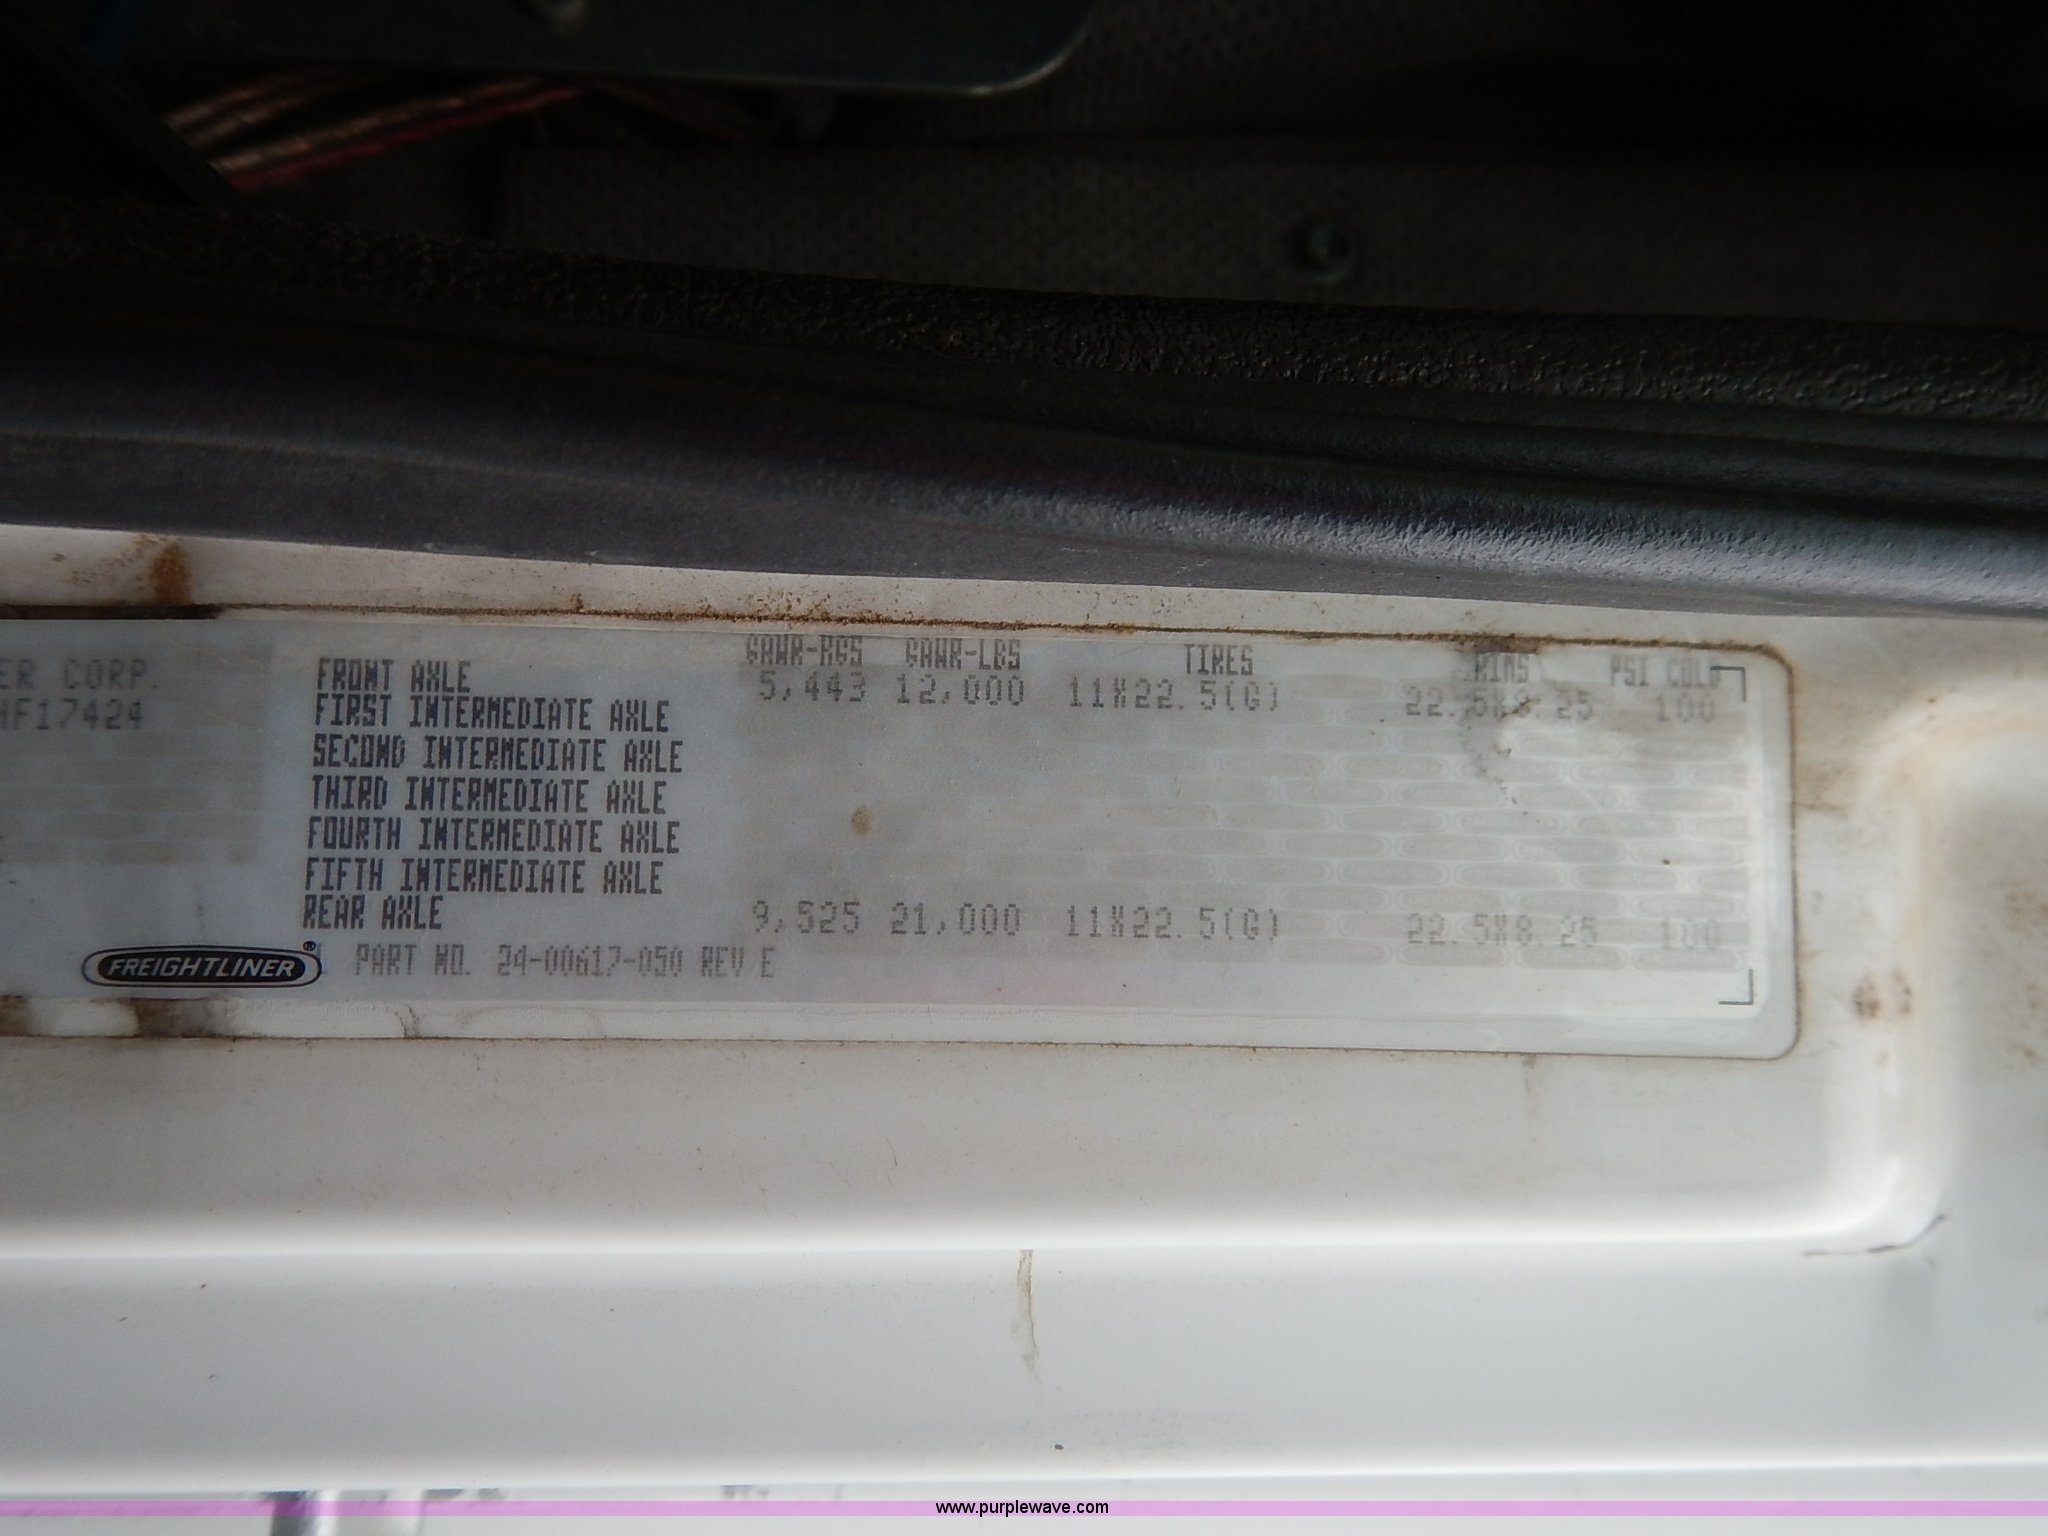 ER CORP.
HF17424
GAWR-KGS GAWR-LBS TIRES RIMS PSI COLD
FRONT AXLE 5,443 12,000 11X22.5(G) 22.5X8.25 100
FIRST INTERMEDIATE AXLE
SECOND INTERMEDIATE AXLE
THIRD INTERMEDIATE AXLE
FOURTH INTERMEDIATE AXLE
FIFTH INTERMEDIATE AXLE
REAR AXLE 9,525 21,000 11X22.5(G) 22.5X8.25 100
FREIGHTLINER® PART NO. 24-00617-050 REV E
www.purplewave.com